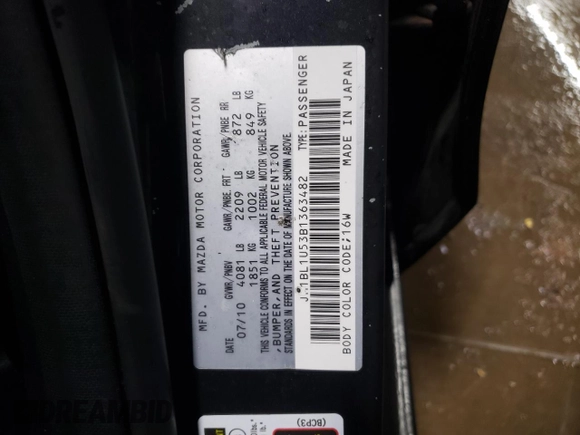 MFD. BY MAZDA MOTOR CORPORATION
DATE GVWR/PNBV GAWR/PNBE. FRT GAWR/PNBE RR
07/10 4081 LB 2209 LB 872 LB
1851 KG 1002 KG 849 KG
THIS VEHICLE CONFORMS TO ALL APPLICABLE FEDERAL MOTOR VEHICLE SAFETY
, BUMPER, AND THEFT PREVENTION
STANDARDS IN EFFECT ON THE DATE OF MANUFACTURE SHOWN ABOVE.
1BL1U53B1363482 TYPE: PASSENGER
BODY COLOR CODE; 16W MADE IN JAPAN
(BCP3)
DREAMBID